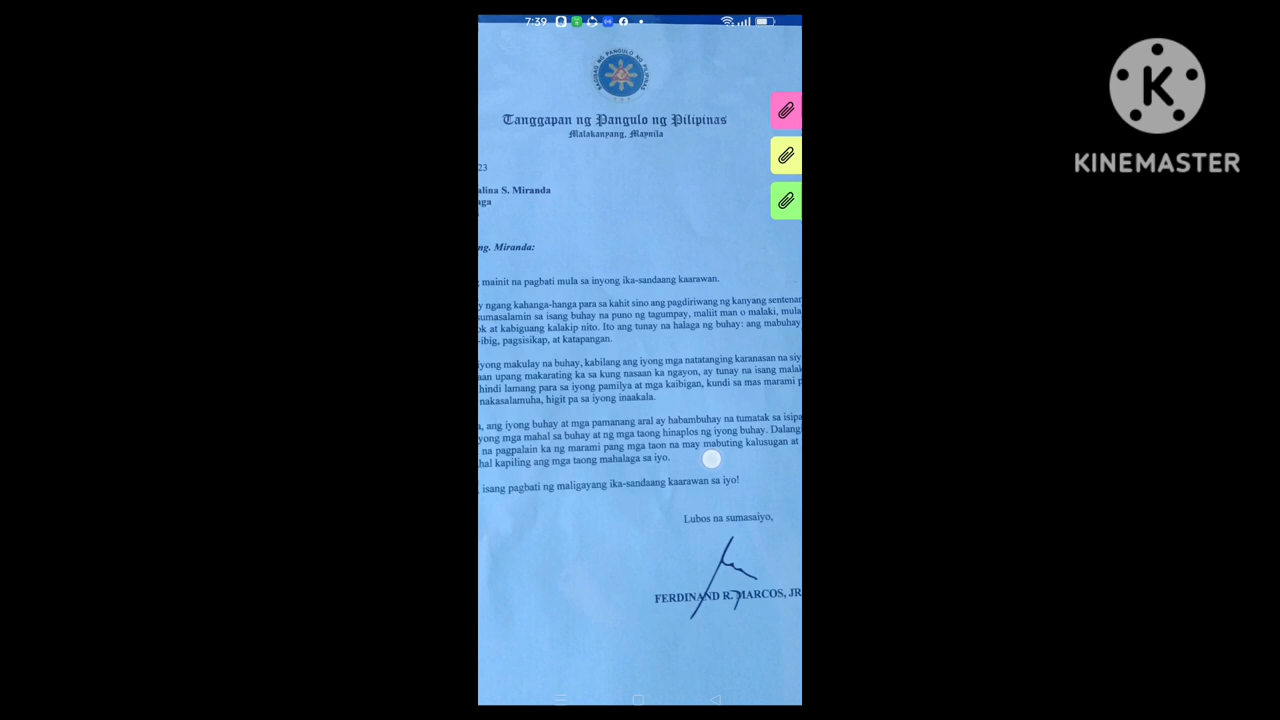 7:39
KINEMASTER
SAGISAG NG PANGULO NG PILIPINAS
Tanggapan ng Pangulo ng Pilipinas
Malakanyang, Maynila
23
alina S. Miranda
aga
ng. Miranda:
mainit na pagbati mula sa inyong ika-sandaang kaarawan.
y ngang kahanga-hanga para sa kahit sino ang pagdiriwang ng kanyang sentenar
sumasalamin sa isang buhay na puno ng tagumpay, maliit man o malaki, mula
ok at kabiguang kalakip nito. Ito ang tunay na halaga ng buhay: ang mabuhay
-ibig, pagsisikap, at katapangan.
iyong makulay na buhay, kabilang ang iyong mga natatanging karanasan na siy
aan upang makarating ka sa kung nasaan ka ngayon, ay tunay na isang malak
hindi lamang para sa iyong pamilya at mga kaibigan, kundi sa mas marami p
nakasalamuha, higit pa sa iyong inaakala.
a, ang iyong buhay at mga pamanang aral ay habambuhay na tumatak sa isipa
yong mga mahal sa buhay at ng mga taong hinaplos ng iyong buhay. Dalang
na pagpalain ka ng marami pang mga taon na may mabuting kalusugan at
hal kapiling ang mga taong mahalaga sa iyo.
, isang pagbati ng maligayang ika-sandaang kaarawan sa iyo!
Lubos na sumasaiyo,
FERDINAND R. MARCOS, JR